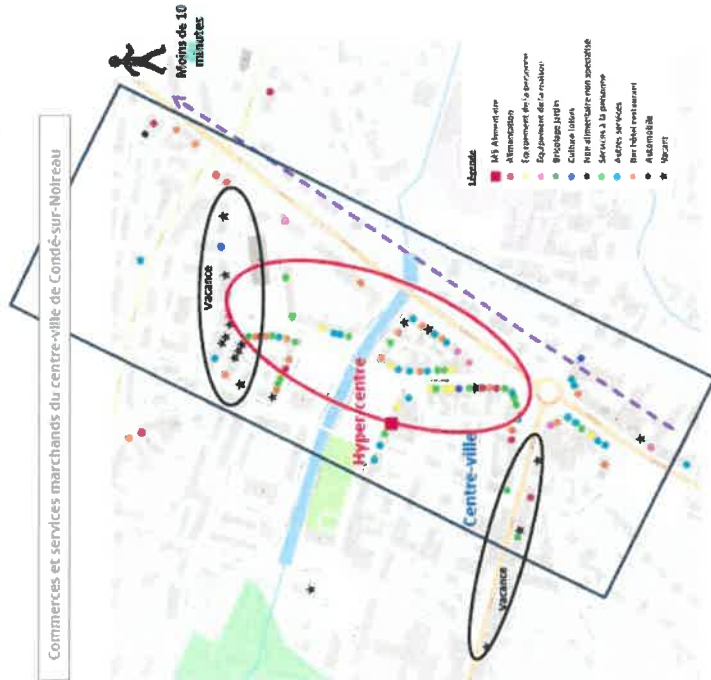 Commerces et services marchands du centre-ville de Condé-sur-Noireau
Moins de 10
minutes
Vacance
Hyper centre
Centre-ville
Vacance
Légende
MS Alimentaire
Alimentation
Equipement de la personne
Equipement de la maison
Bricolage jardin
Culture loisirs
Non alimentaire non spécialisé
Services à la personne
Autres services
Bar hôtel restaurant
Automobile
Vacant